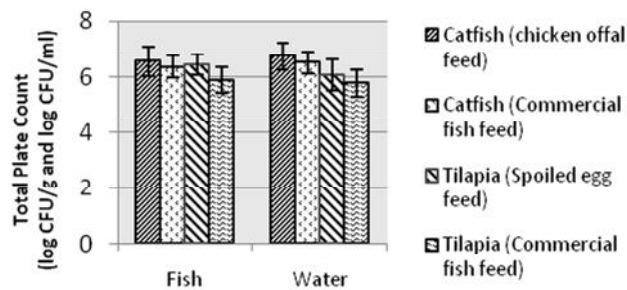 Total Plate Count
(log CFU/g and log CFU/ml)
8
6
4
2
0
Fish
Water
Catfish (chicken offal
feed)
Catfish (Commercial
fish feed)
Tilapia (Spoiled egg
feed)
Tilapia (Commercial
fish feed)